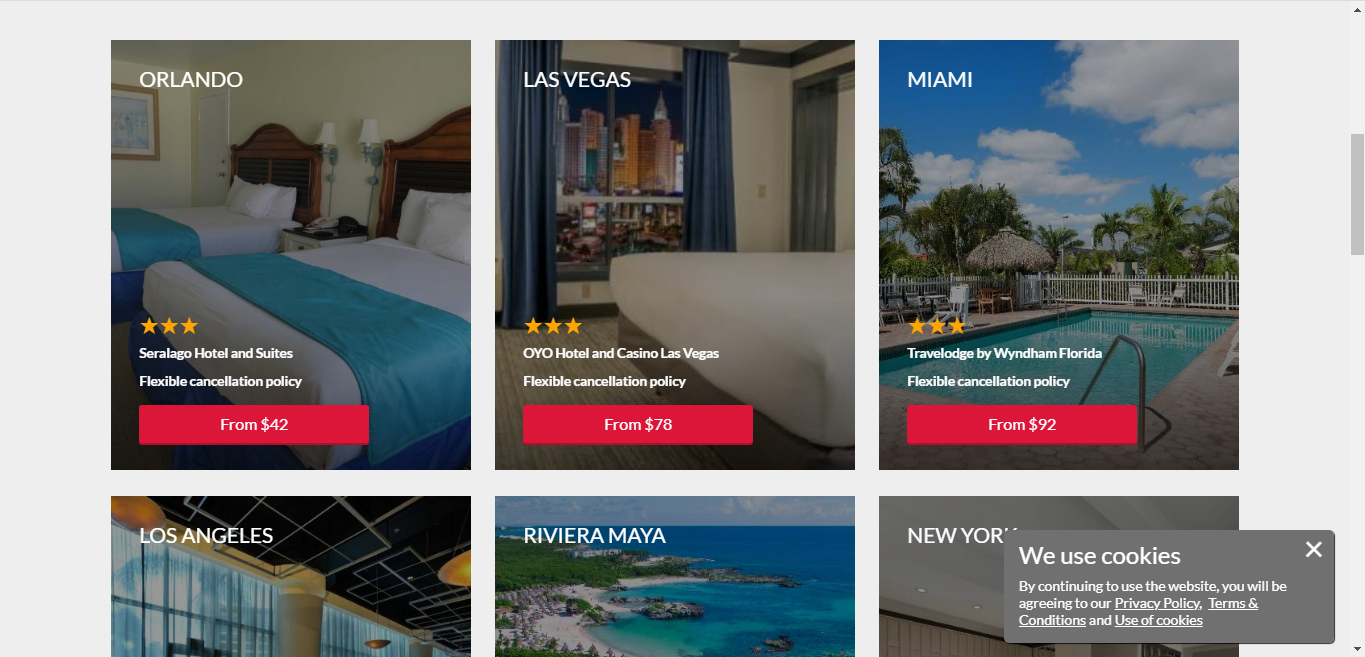 ORLANDO
Seralago Hotel and Suites
Flexible cancellation policy
From $42
LAS VEGAS
OYO Hotel and Casino Las Vegas
Flexible cancellation policy
From $78
MIAMI
Travelodge by Wyndham Florida
Flexible cancellation policy
From $92
LOS ANGELES
RIVIERA MAYA
NEW YORK
We use cookies
By continuing to use the website, you will be
agreeing to our Privacy Policy, Terms &
Conditions and Use of cookies